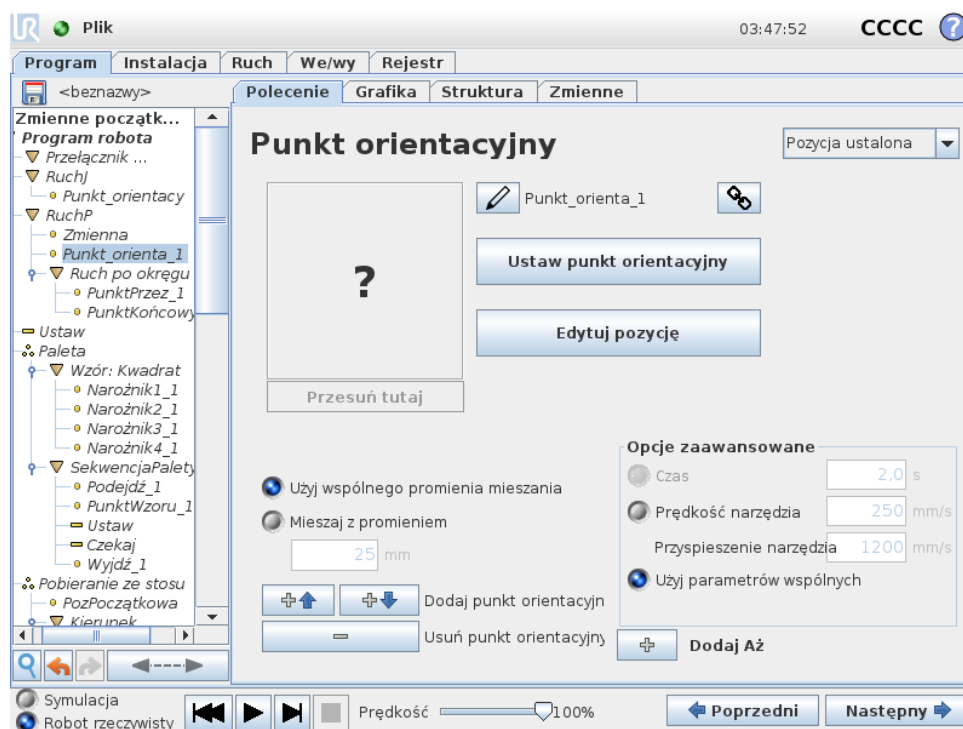 UR Plik 03:47:52 CCCC ?
Program Instalacja Ruch We/wy Rejestr
<beznazwy>
Polecenie Grafika Struktura Zmienne
Zmienne początk...
Program robota
Przełącznik ...
RuchJ
Punkt_orientacy
RuchP
Zmienna
Punkt_orienta_1
Ruch po okręgu
PunktPrzez_1
PunktKońcowy
Ustaw
Paleta
Wzór: Kwadrat
Narożnik1_1
Narożnik2_1
Narożnik3_1
Narożnik4_1
SekwencjaPalety
Podejdź_1
PunktWzoru_1
Ustaw
Czekaj
Wyjdź_1
Pobieranie ze stosu
PozPoczątkowa
Kierunek
Punkt orientacyjny
Pozycja ustalona
?
Punkt_orienta_1
Ustaw punkt orientacyjny
Edytuj pozycję
Przesuń tutaj
Użyj wspólnego promienia mieszania
Mieszaj z promieniem
25 mm
Dodaj punkt orientacyjn
Usuń punkt orientacyjny
Opcje zaawansowane
Czas 2,0 s
Prędkość narzędzia 250 mm/s
Przyspieszenie narzędzia 1200 mm/s
Użyj parametrów wspólnych
Dodaj Aż
Symulacja
Robot rzeczywisty
Prędkość 100%
Poprzedni
Następny